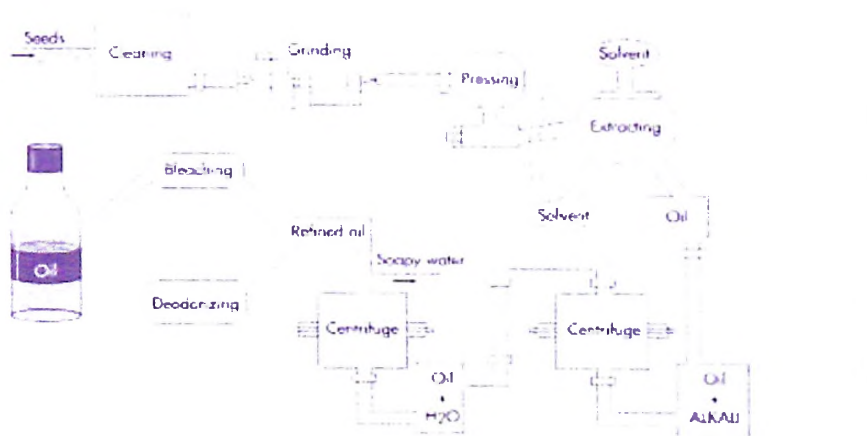 Seeds
Cleaning
Grinding
Pressing
Solvent
Extracting
Bleaching
Solvent
Oil
Refined oil
Soapy water
Oil
Deodorizing
Centrifuge
Centrifuge
Oil
+
H2O
Oil
+
ALKALI